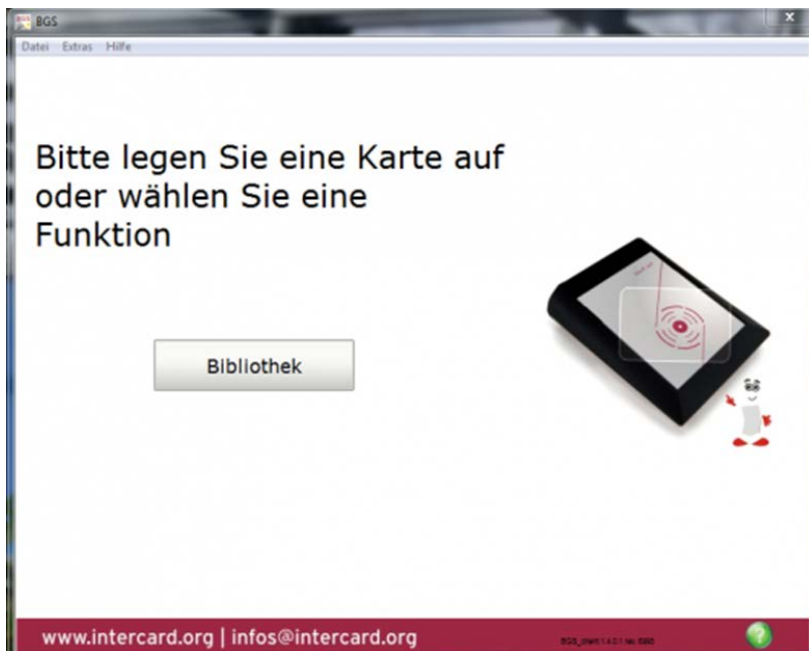 BGS
Datei Extras Hilfe
Bitte legen Sie eine Karte auf
oder wählen Sie eine
Funktion
Bibliothek
www.intercard.org | infos@intercard.org
?